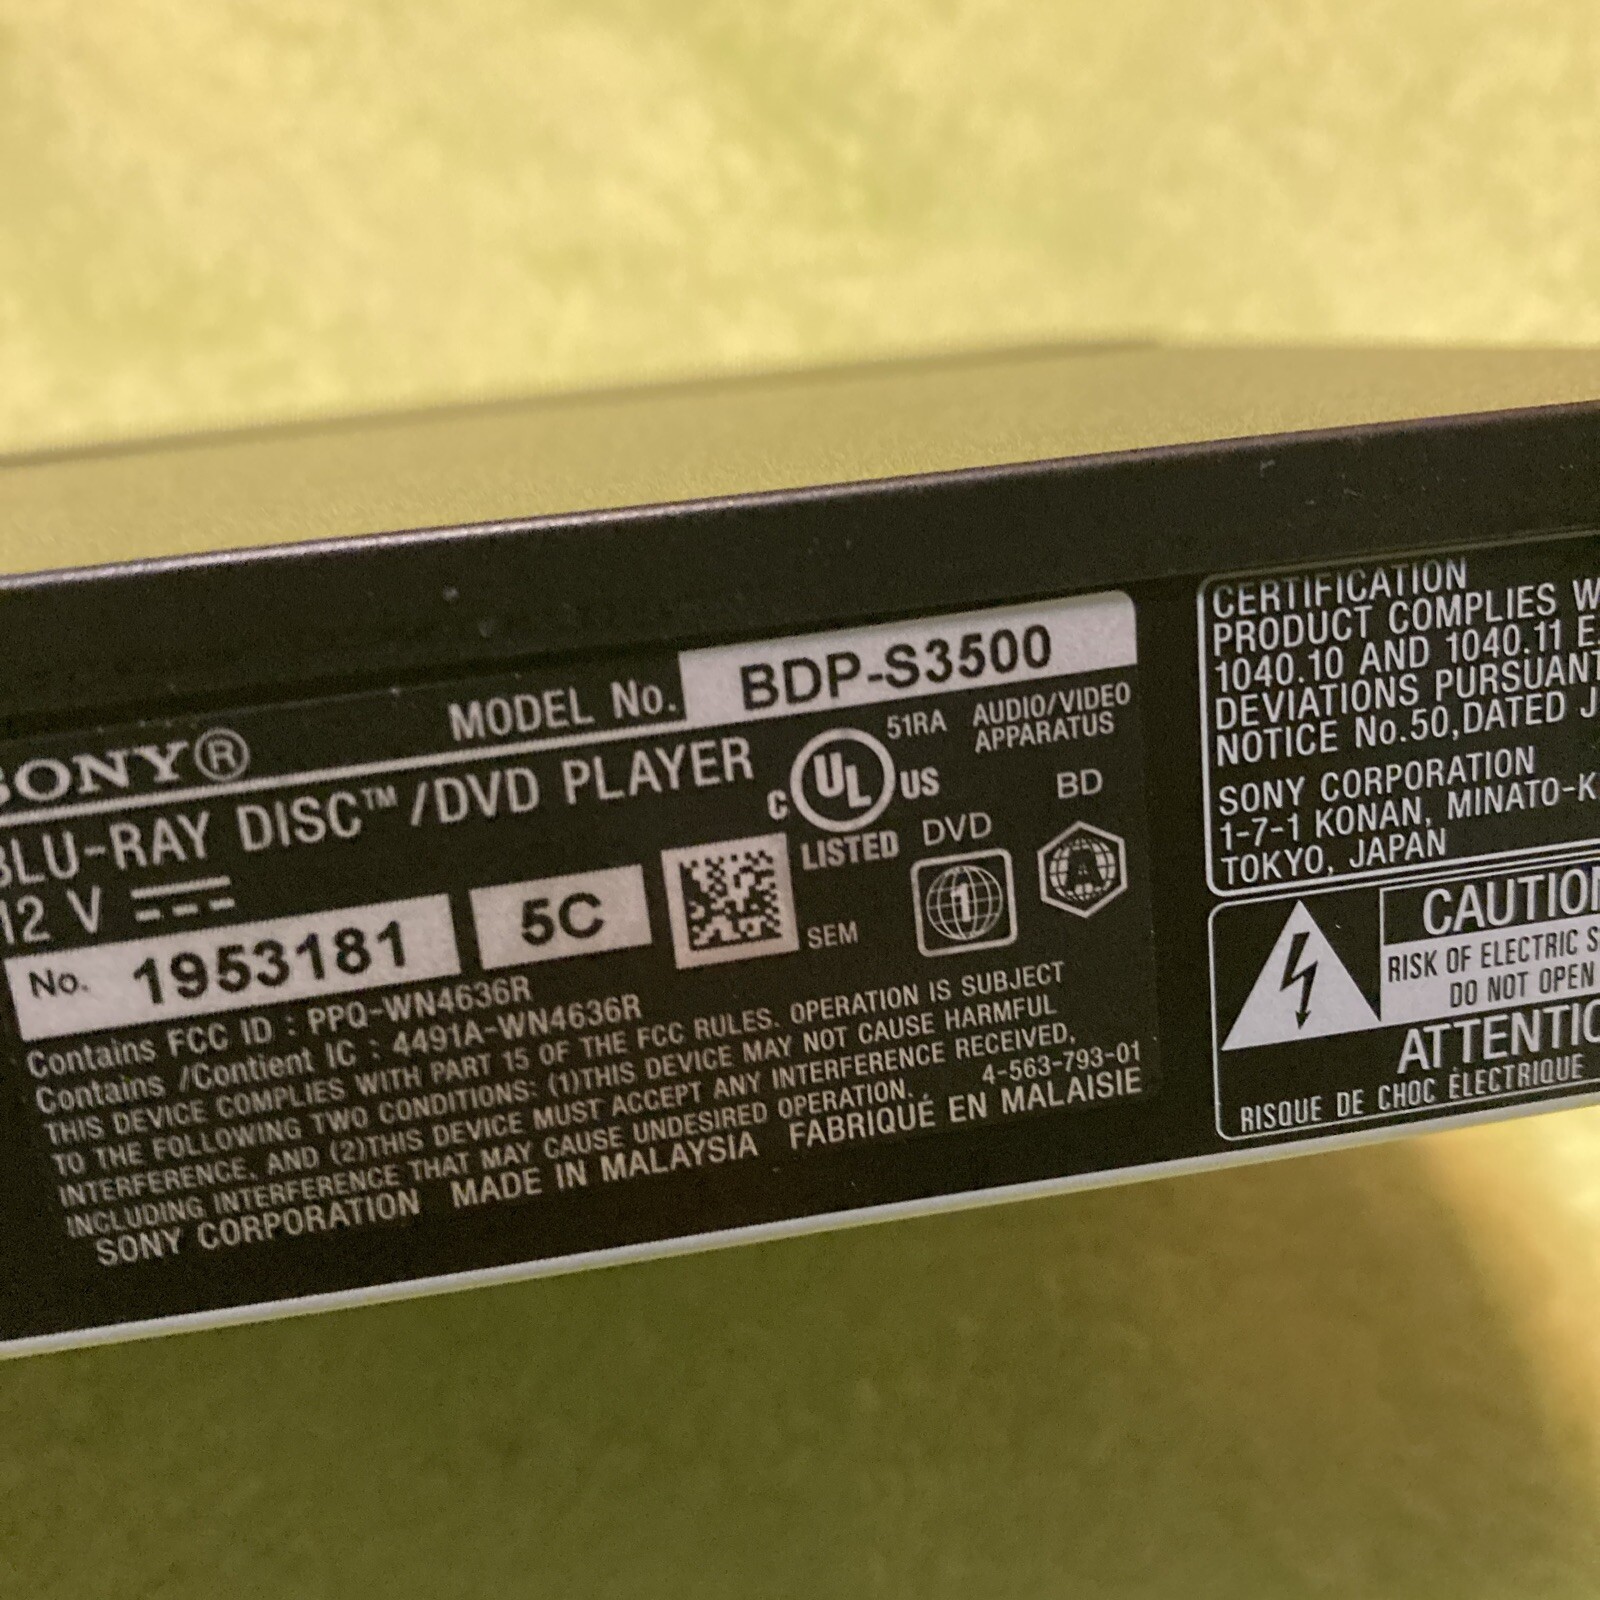 SONY®
MODEL No. BDP-S3500
BLU-RAY DISC™/DVD PLAYER
12 V
C UL US
LISTED
51RA
AUDIO/VIDEO
APPARATUS
No. 1953181
5C
SEM
DVD
1
BD
A
Contains FCC ID : PPQ-WN4636R
Contains /Contient IC : 4491A-WN4636R
THIS DEVICE COMPLIES WITH PART 15 OF THE FCC RULES. OPERATION IS SUBJECT
TO THE FOLLOWING TWO CONDITIONS: (1)THIS DEVICE MAY NOT CAUSE HARMFUL
INTERFERENCE, AND (2)THIS DEVICE MUST ACCEPT ANY INTERFERENCE RECEIVED,
INCLUDING INTERFERENCE THAT MAY CAUSE UNDESIRED OPERATION. 4-563-793-01
SONY CORPORATION MADE IN MALAYSIA FABRIQUÉ EN MALAISIE
CERTIFICATION
PRODUCT COMPLIES W
1040.10 AND 1040.11 E
DEVIATIONS PURSUANT
NOTICE No.50,DATED J
SONY CORPORATION
1-7-1 KONAN, MINATO-K
TOKYO, JAPAN
CAUTION
RISK OF ELECTRIC S
DO NOT OPEN
ATTENTIO
RISQUE DE CHOC ÉLECTRIQUE